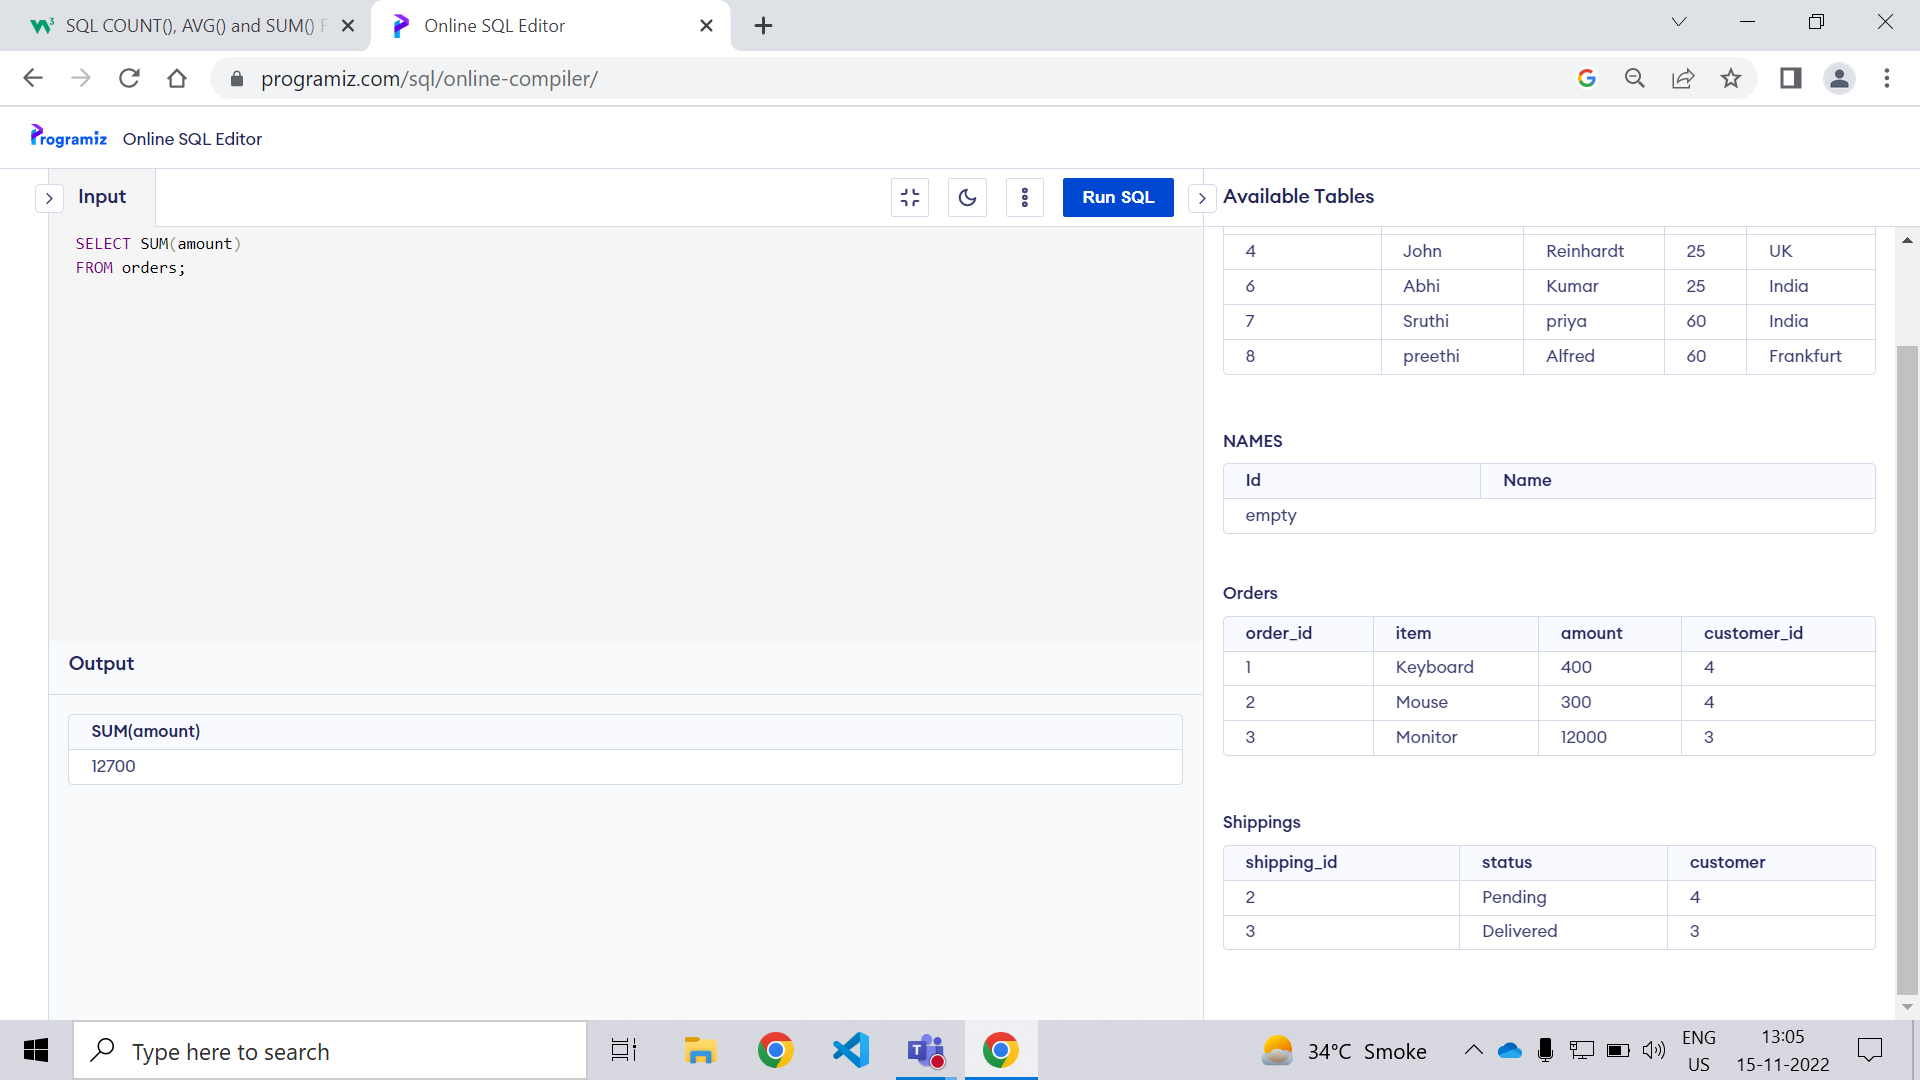 SQL COUNT(), AVG() and SUM() F
Online SQL Editor
programiz.com/sql/online-compiler/
Programiz Online SQL Editor
Input
Run SQL
Available Tables
SELECT SUM(amount)
FROM orders;
4 John Reinhardt 25 UK
6 Abhi Kumar 25 India
7 Sruthi priya 60 India
8 preethi Alfred 60 Frankfurt
NAMES
Id Name
empty
Orders
order_id item amount customer_id
1 Keyboard 400 4
2 Mouse 300 4
3 Monitor 12000 3
Output
SUM(amount)
12700
Shippings
shipping_id status customer
2 Pending 4
3 Delivered 3
Type here to search
34°C Smoke
ENG
US
13:05
15-11-2022